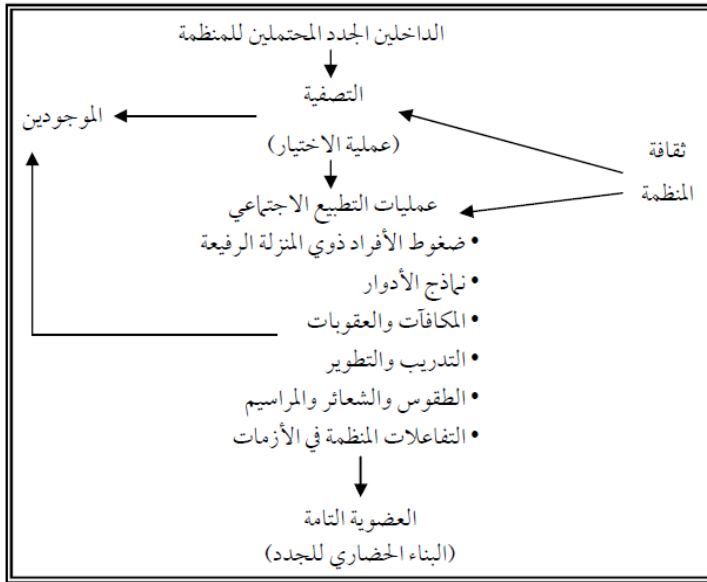 الداخلين الجدد المحتملين للمنظمة
التصفية
الموجودين
(عملية الاختيار)
ثقافة
المنظمة
عمليات التطبيع الاجتماعي
• ضغوط الأفراد ذوي المنزلة الرفيعة
• نماذج الأدوار
• المكافآت والعقوبات
• التدريب والتطوير
• الطقوس والشعائر والمراسيم
• التفاعلات المنظمة في الأزمات
العضوية التامة
(البناء الحضاري للجدد)